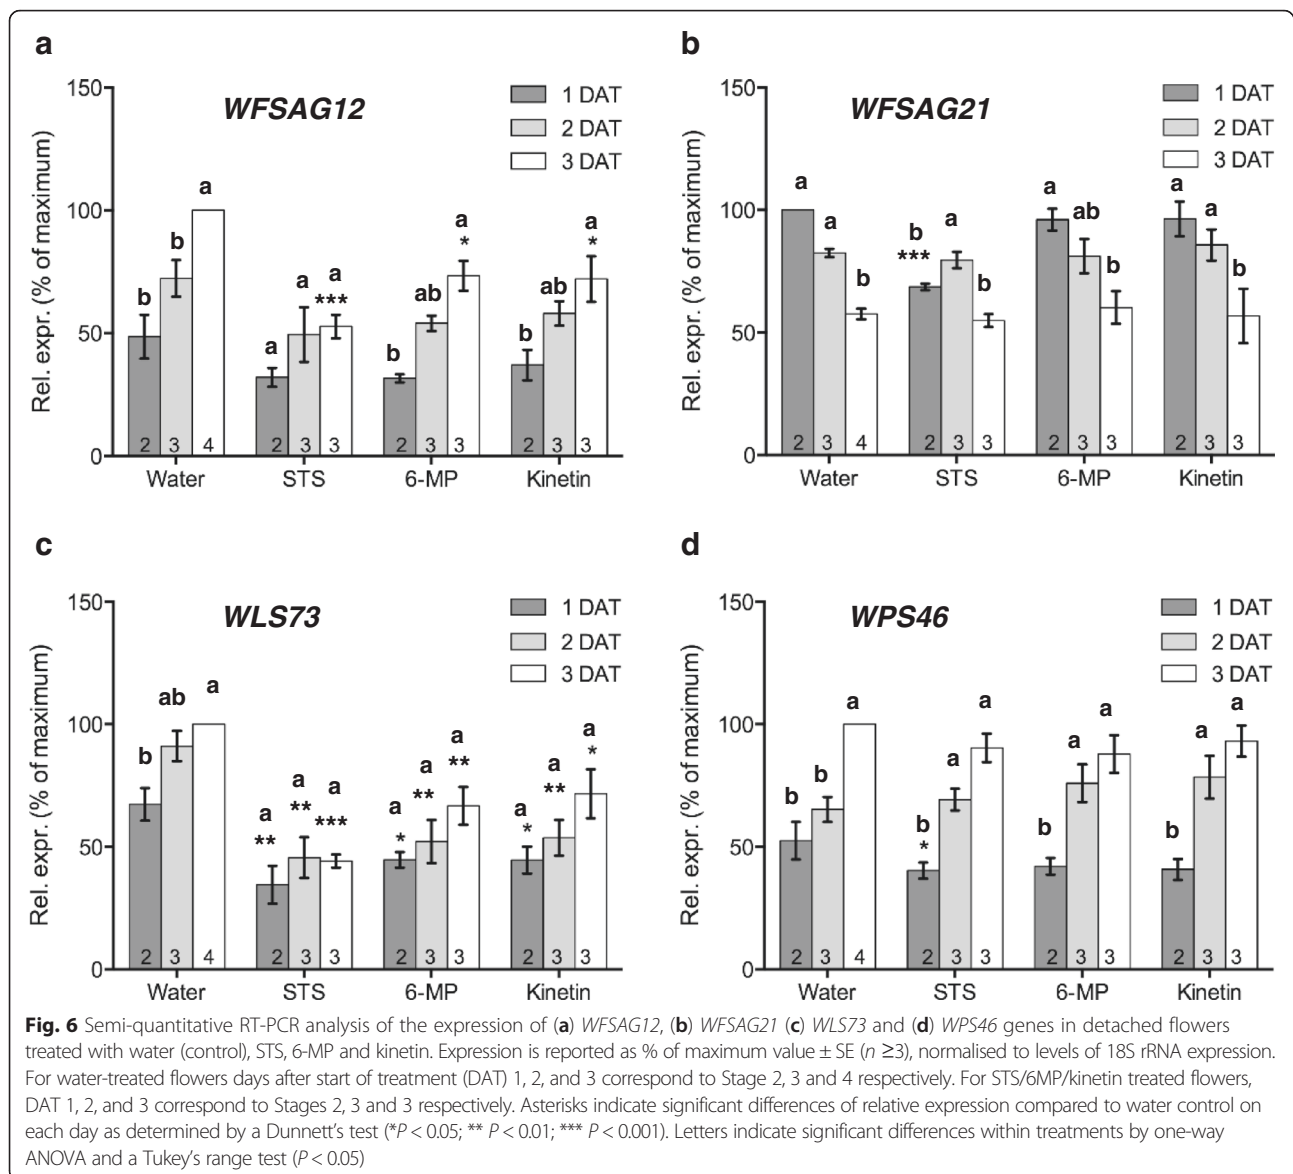 a
WFSAG12
1 DAT
2 DAT
3 DAT
Rel. expr. (% of maximum)
150
100
50
0
b b a
a a a
***
b ab a
*
b ab a
*
2 3 4 2 3 3 2 3 3 2 3 3
Water STS 6-MP Kinetin
b
WFSAG21
1 DAT
2 DAT
3 DAT
Rel. expr. (% of maximum)
150
100
50
0
a a b
b a b
***
a ab b
a a b
2 3 4 2 3 3 2 3 3 2 3 3
Water STS 6-MP Kinetin
c
WLS73
1 DAT
2 DAT
3 DAT
Rel. expr. (% of maximum)
150
100
50
0
b ab a
a a a
** ** ***
a a a
* ** **
a a a
* ** *
2 3 4 2 3 3 2 3 3 2 3 3
Water STS 6-MP Kinetin
d
WPS46
1 DAT
2 DAT
3 DAT
Rel. expr. (% of maximum)
150
100
50
0
b b a
b a a
*
b a a
b a a
2 3 4 2 3 3 2 3 3 2 3 3
Water STS 6-MP Kinetin
Fig. 6 Semi-quantitative RT-PCR analysis of the expression of (a) WFSAG12, (b) WFSAG21 (c) WLS73 and (d) WPS46 genes in detached flowers
treated with water (control), STS, 6-MP and kinetin. Expression is reported as % of maximum value ± SE (n ≥3), normalised to levels of 18S rRNA expression.
For water-treated flowers days after start of treatment (DAT) 1, 2, and 3 correspond to Stage 2, 3 and 4 respectively. For STS/6MP/kinetin treated flowers,
DAT 1, 2, and 3 correspond to Stages 2, 3 and 3 respectively. Asterisks indicate significant differences of relative expression compared to water control on
each day as determined by a Dunnett's test (*P < 0.05; ** P < 0.01; *** P < 0.001). Letters indicate significant differences within treatments by one-way
ANOVA and a Tukey's range test (P < 0.05)